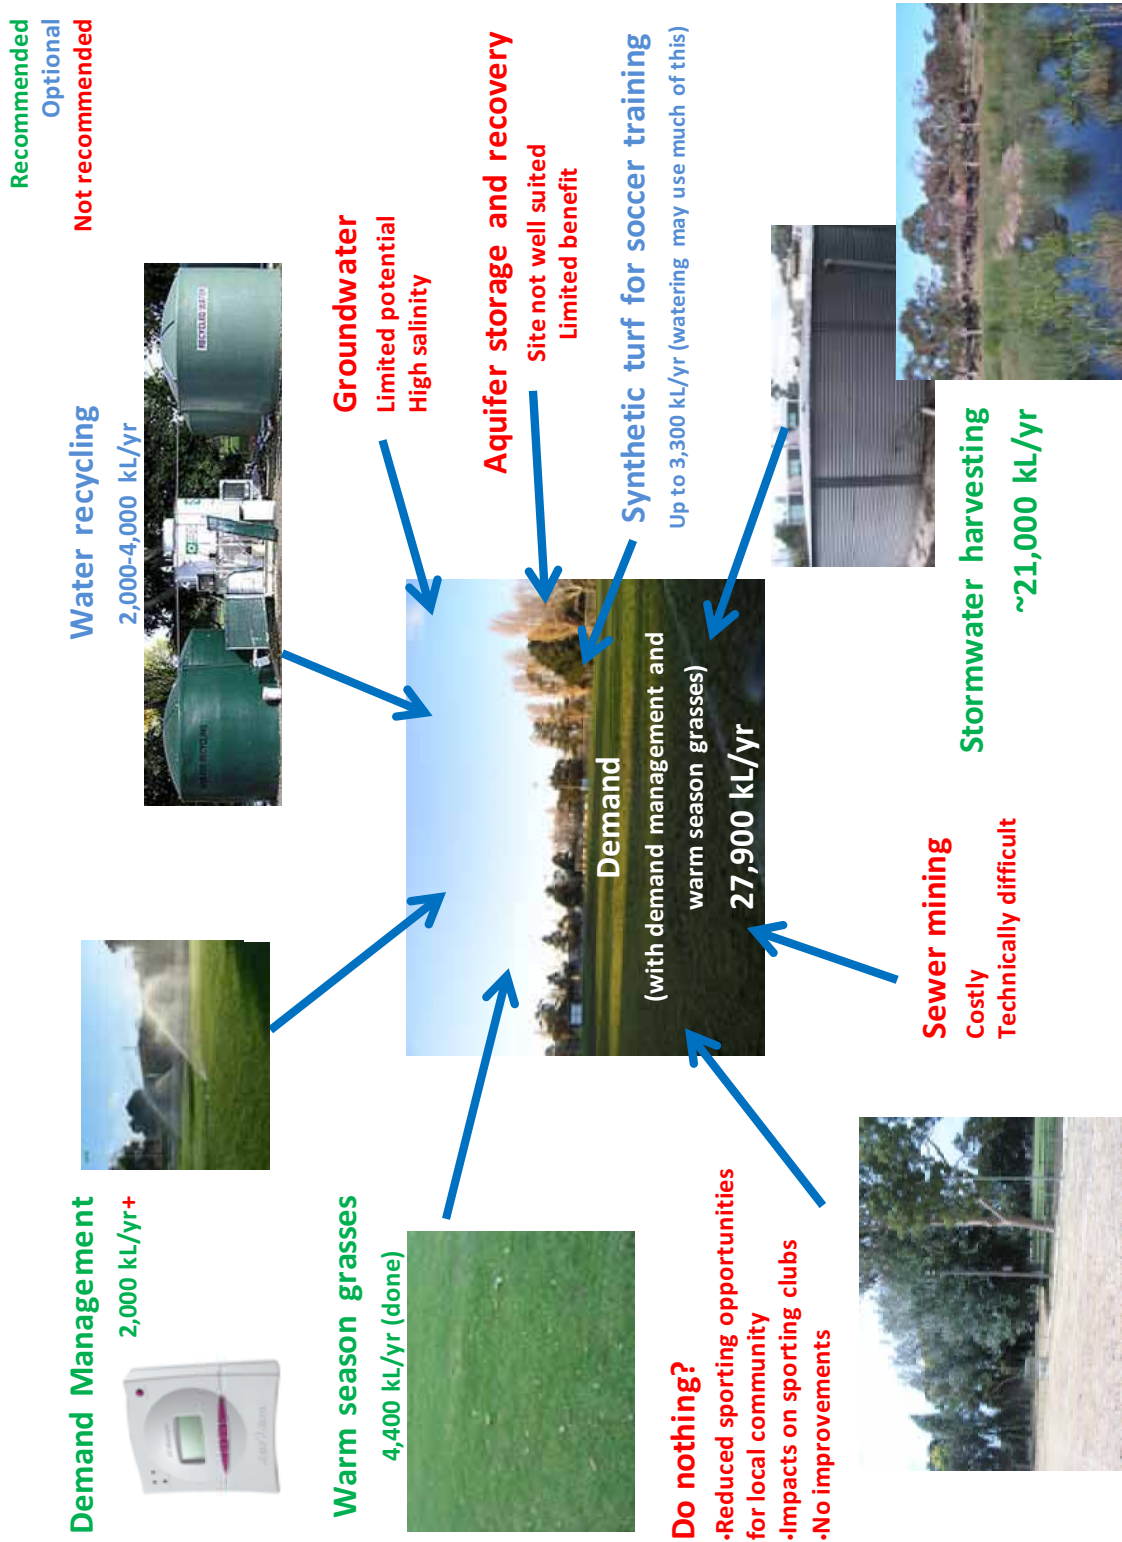 Recommended
Optional
Not recommended
Demand Management
2,000 kL/yr+
Water recycling
2,000-4,000 kL/yr
RECYCLED WATER
Warm season grasses
4,400 kL/yr (done)
Groundwater
Limited potential
High salinity
Aquifer storage and recovery
Site not well suited
Limited benefit
Demand
(with demand management and
warm season grasses)
27,900 kL/yr
Synthetic turf for soccer training
Up to 3,300 kL/yr (watering may use much of this)
Do nothing?
•Reduced sporting opportunities
for local community
•Impacts on sporting clubs
•No improvements
Sewer mining
Costly
Technically difficult
Stormwater harvesting
~21,000 kL/yr